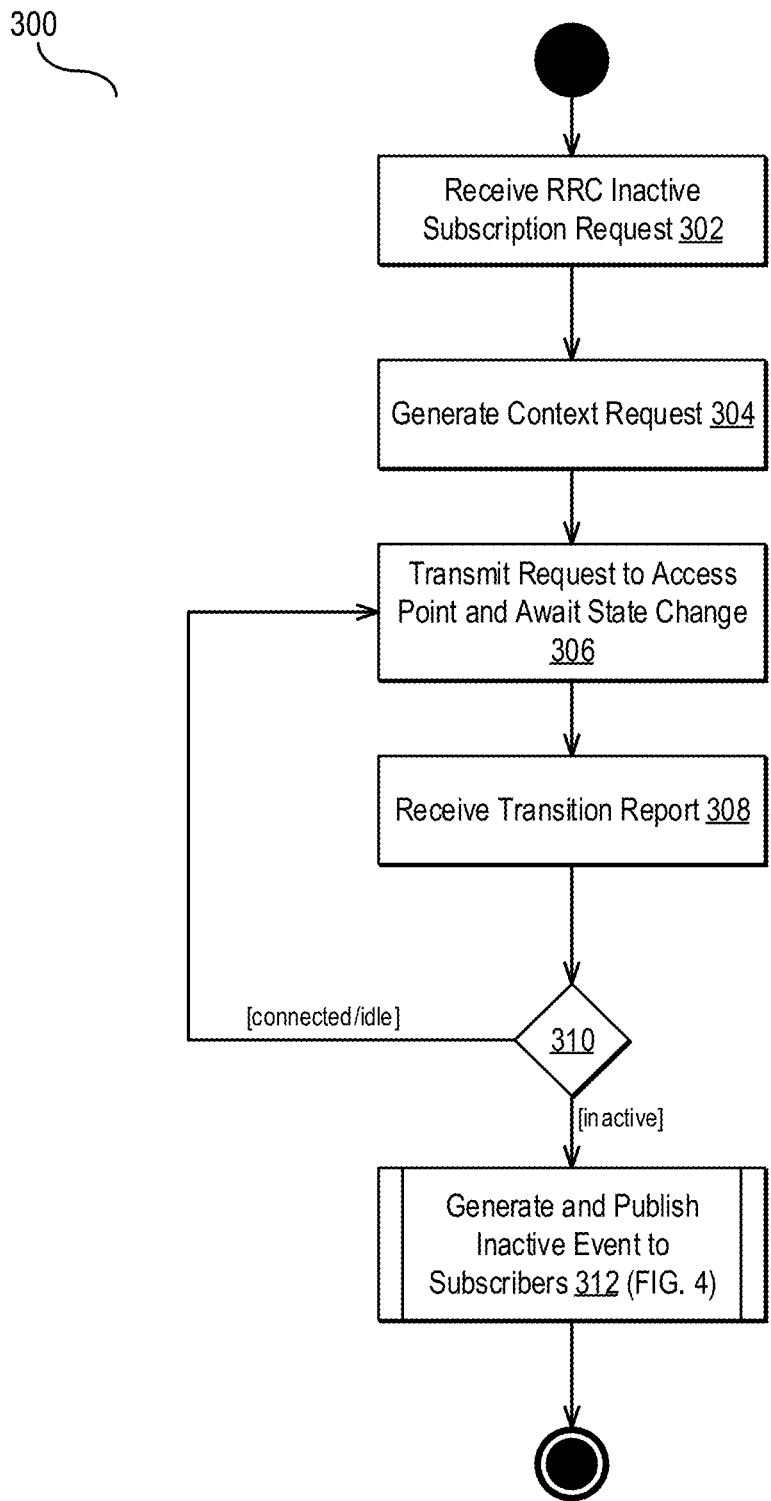 300
Receive RRC Inactive
Subscription Request 302
Generate Context Request 304
Transmit Request to Access
Point and Await State Change
306
Receive Transition Report 308
[connected/idle]
310
[inactive]
Generate and Publish
Inactive Event to
Subscribers 312 (FIG. 4)